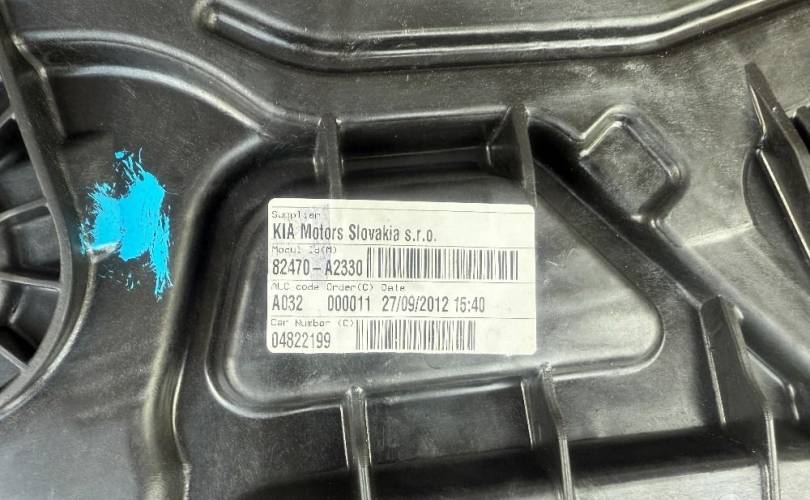 Supplier
KIA Motors Slovakia s.r.o.
Modul Id(M)
82470-A2330
ALC code Order(C) Date
A032 000011 27/09/2012 15:40
Car Number (C)
04822199